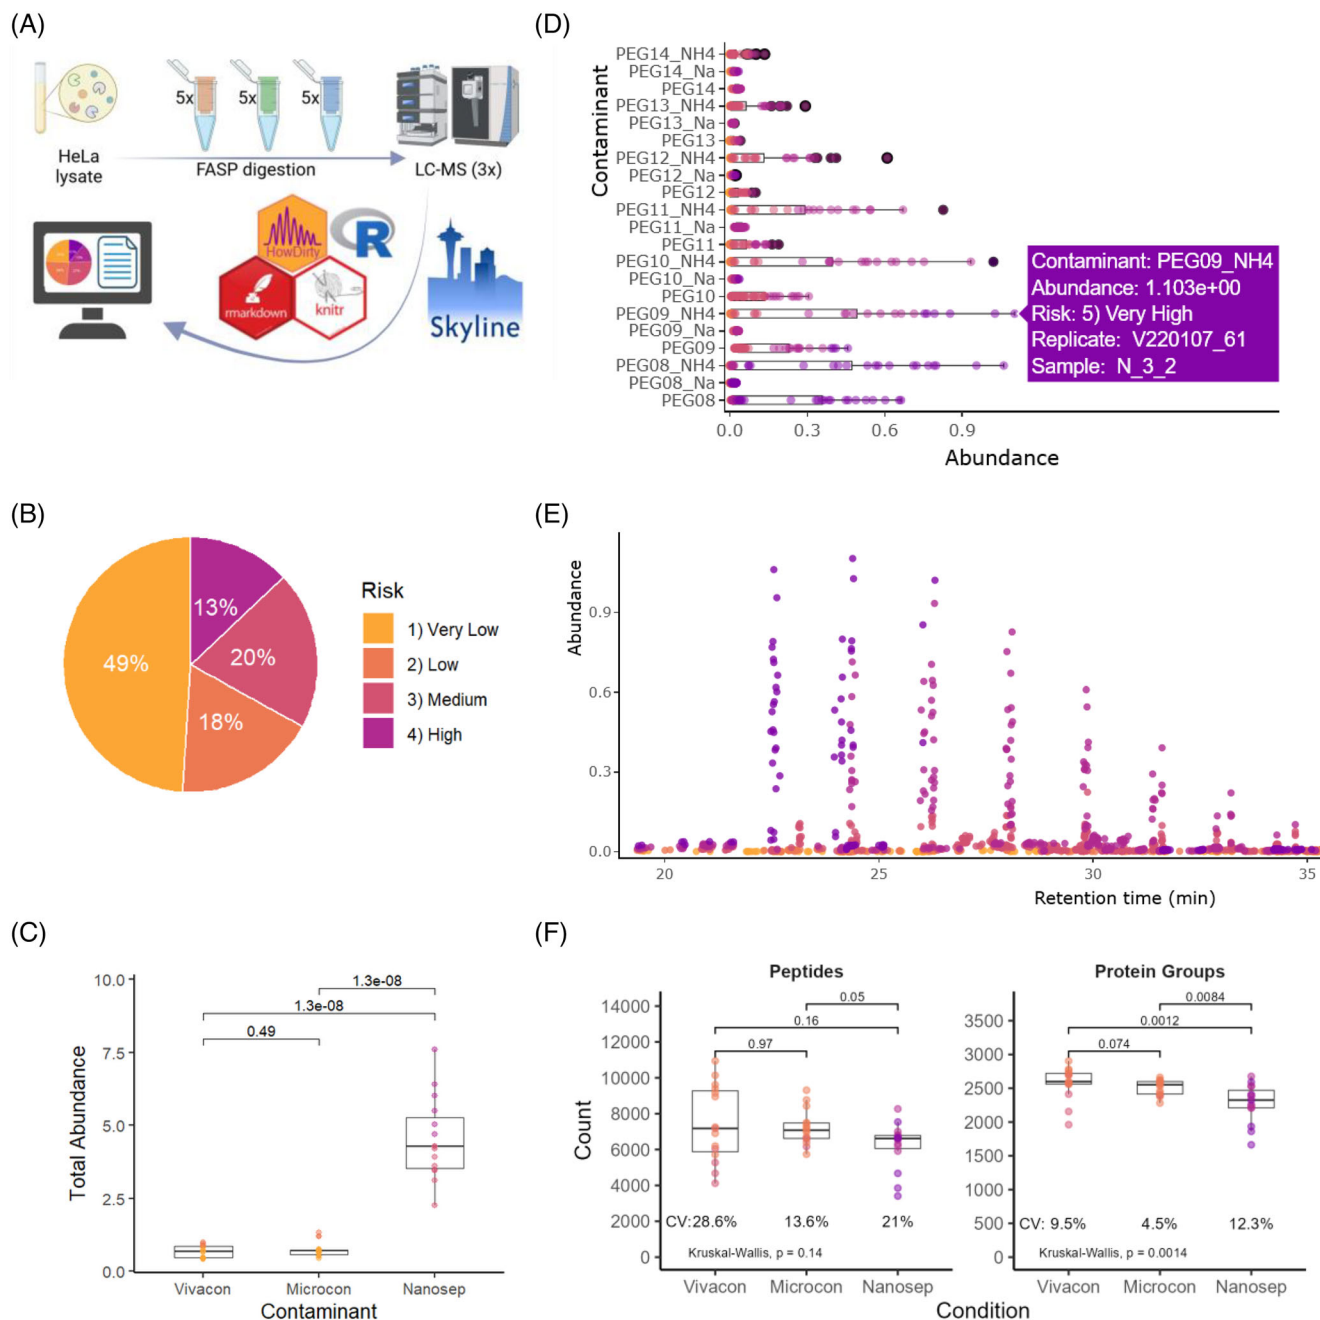 (A)
5x
5x
5x
HeLa
lysate
FASP digestion
LC-MS (3x)
HowDirty
R
rmarkdown
knitr
Skyline
(D)
Contaminant
PEG14_NH4
PEG14_Na
PEG14
PEG13_NH4
PEG13_Na
PEG13
PEG12_NH4
PEG12_Na
PEG12
PEG11_NH4
PEG11_Na
PEG11
PEG10_NH4
PEG10_Na
PEG10
PEG09_NH4
PEG09_Na
PEG09
PEG08_NH4
PEG08_Na
PEG08
0.0 0.3 0.6 0.9
Abundance
Contaminant: PEG09_NH4
Abundance: 1.103e+00
Risk: 5) Very High
Replicate: V220107_61
Sample: N_3_2
(B)
13%
20%
18%
49%
Risk
1) Very Low
2) Low
3) Medium
4) High
(E)
Abundance
0.9
0.6
0.3
0.0
20 25 30 35
Retention time (min)
(C)
Total Abundance
10.0
7.5
5.0
2.5
0.0
1.3e-08
1.3e-08
0.49
Vivacon Microcon Nanosep
Contaminant
(F)
Peptides
Count
14000
12000
10000
8000
6000
4000
2000
0
0.05
0.16
0.97
CV:28.6% 13.6% 21%
Kruskal-Wallis, p = 0.14
Vivacon Microcon Nanosep
Protein Groups
3500
3000
2500
2000
1500
1000
500
0
0.0084
0.0012
0.074
CV: 9.5% 4.5% 12.3%
Kruskal-Wallis, p = 0.0014
Vivacon Microcon Nanosep
Condition